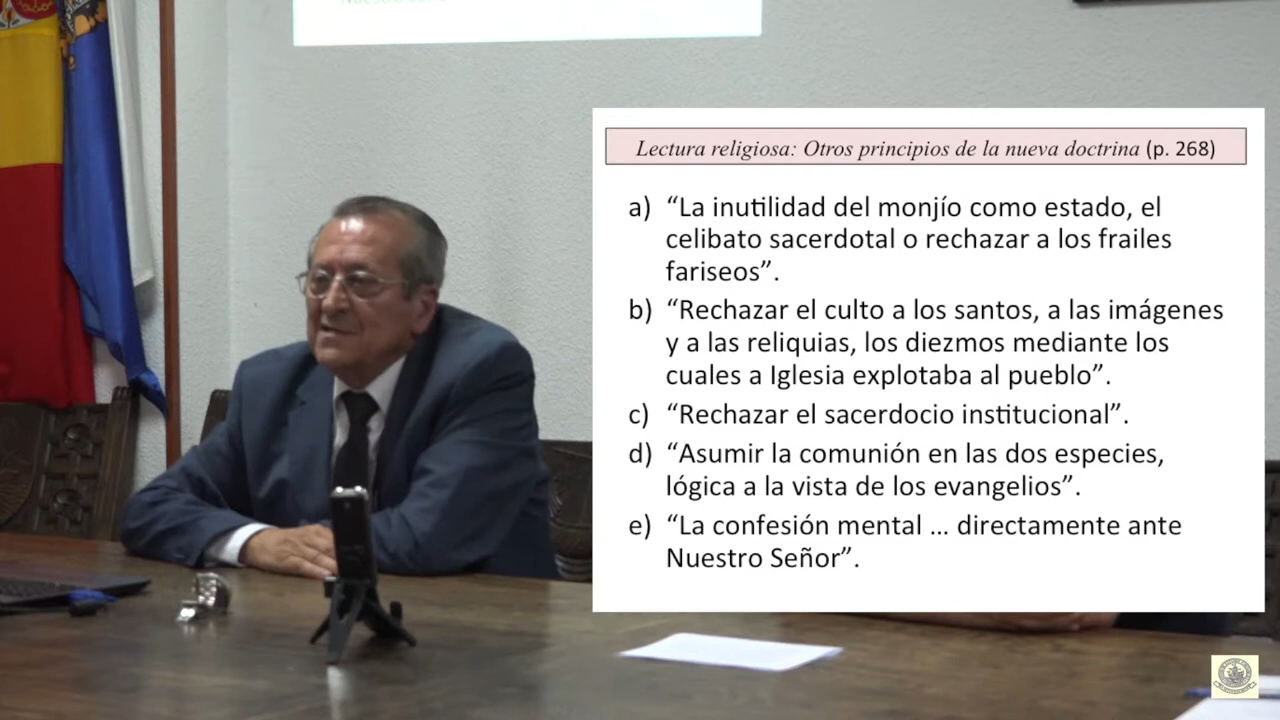 Lectura religiosa: Otros principios de la nueva doctrina (p. 268)
a) “La inutilidad del monjío como estado, el
celibato sacerdotal o rechazar a los frailes
fariseos”.
b) “Rechazar el culto a los santos, a las imágenes
y a las reliquias, los diezmos mediante los
cuales a Iglesia explotaba al pueblo”.
c) “Rechazar el sacerdocio institucional”.
d) “Asumir la comunión en las dos especies,
lógica a la vista de los evangelios”.
e) “La confesión mental ... directamente ante
Nuestro Señor”.